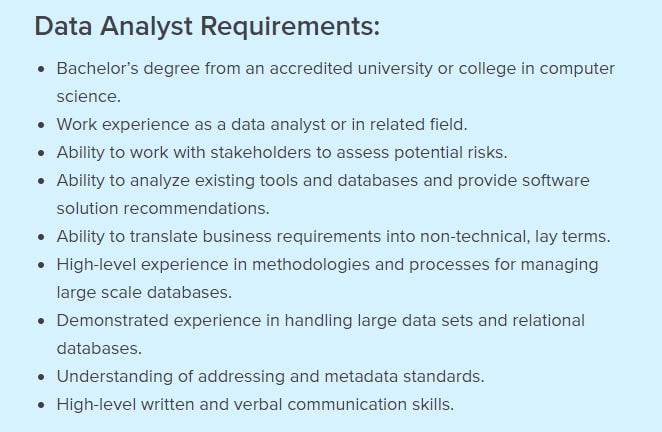 Data Analyst Requirements:
• Bachelor’s degree from an accredited university or college in computer
science.
• Work experience as a data analyst or in related field.
• Ability to work with stakeholders to assess potential risks.
• Ability to analyze existing tools and databases and provide software
solution recommendations.
• Ability to translate business requirements into non-technical, lay terms.
• High-level experience in methodologies and processes for managing
large scale databases.
• Demonstrated experience in handling large data sets and relational
databases.
• Understanding of addressing and metadata standards.
• High-level written and verbal communication skills.